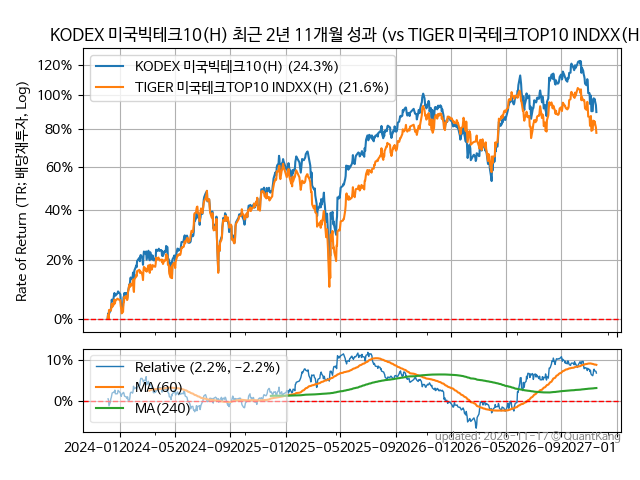 KODEX 미국빅테크10(H) 최근 2년 11개월 성과 (vs TIGER 미국테크TOP10 INDXX(H
120%
100%
80%
60%
40%
20%
0%
Rate of Return (TR: 배당재투자, Log)
KODEX 미국빅테크10(H) (24.3%)
TIGER 미국테크TOP10 INDXX(H) (21.6%)
10%
0%
Relative (2.2%, -2.2%)
MA(60)
MA(240)
updated: 2026-11-17 © QuantKang
2024-01 2024-05 2024-09 2025-01 2025-05 2025-09 2026-01 2026-05 2026-09 2027-01